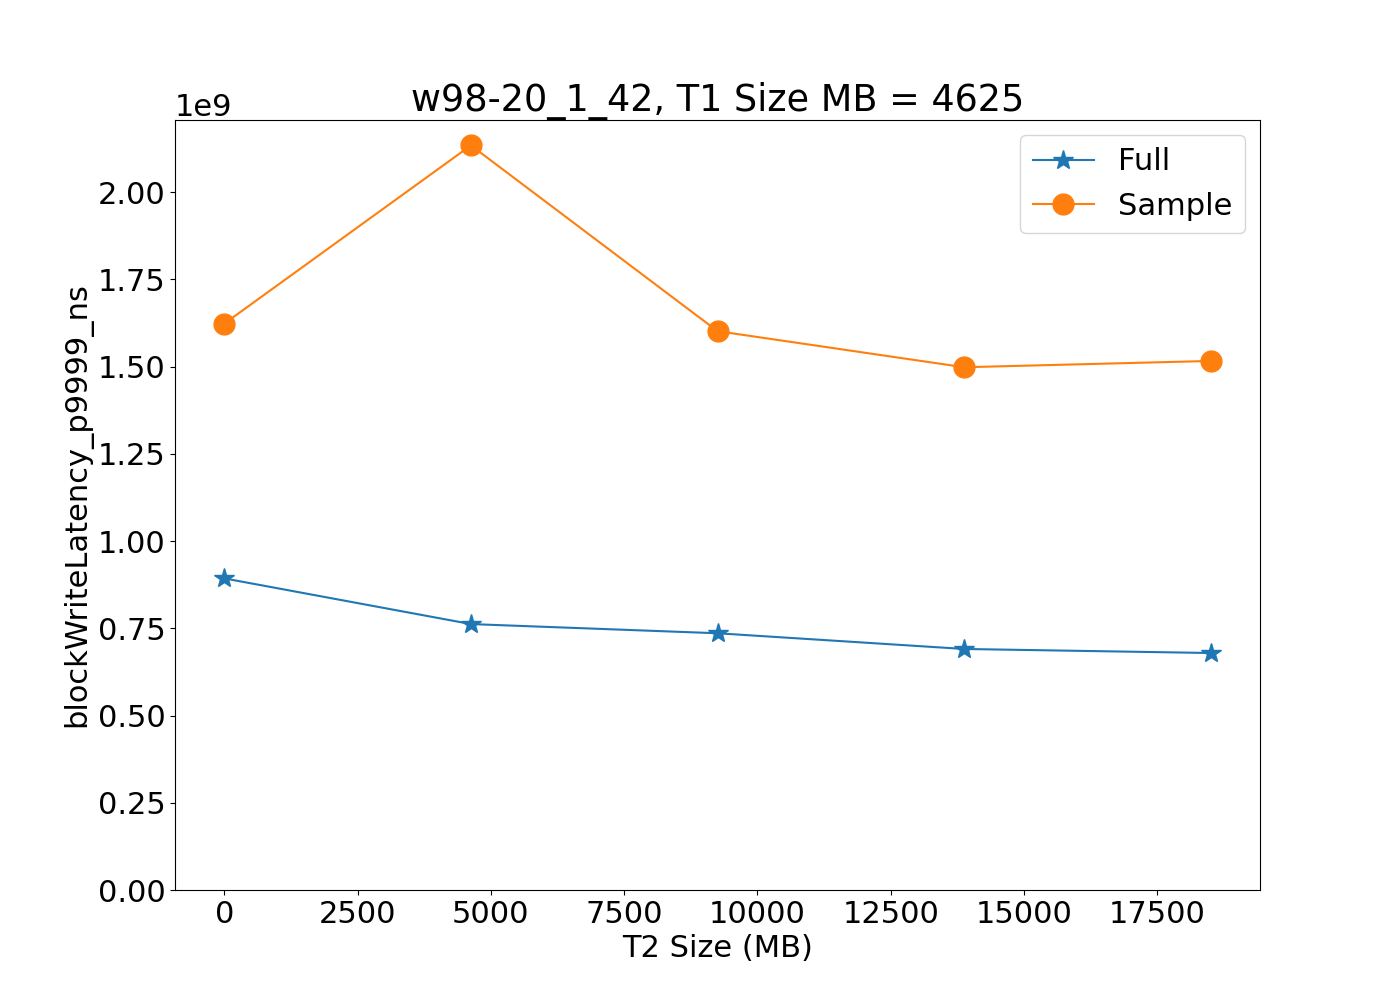 w98-20_1_42, T1 Size MB = 4625
1e9
Full
Sample
2.00
1.75
1.50
1.25
1.00
0.75
0.50
0.25
0.00
blockWriteLatency_p9999_ns
0 2500 5000 7500 10000 12500 15000 17500
T2 Size (MB)